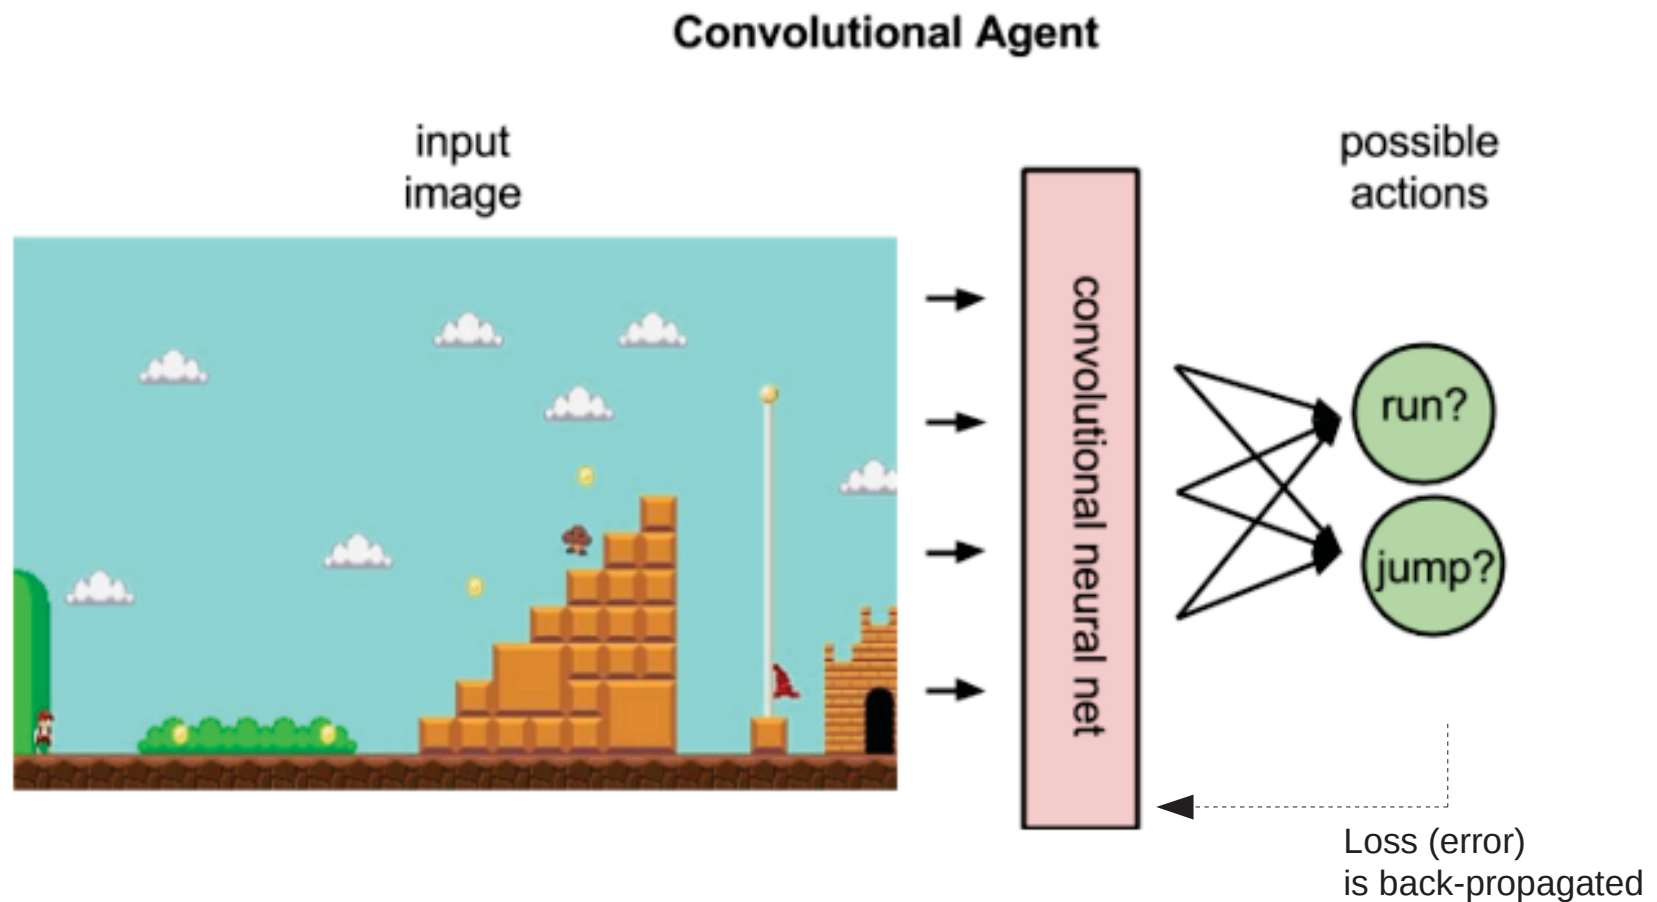 Convolutional Agent
input
image
possible
actions
convolutional neural net
run?
jump?
Loss (error)
is back-propagated